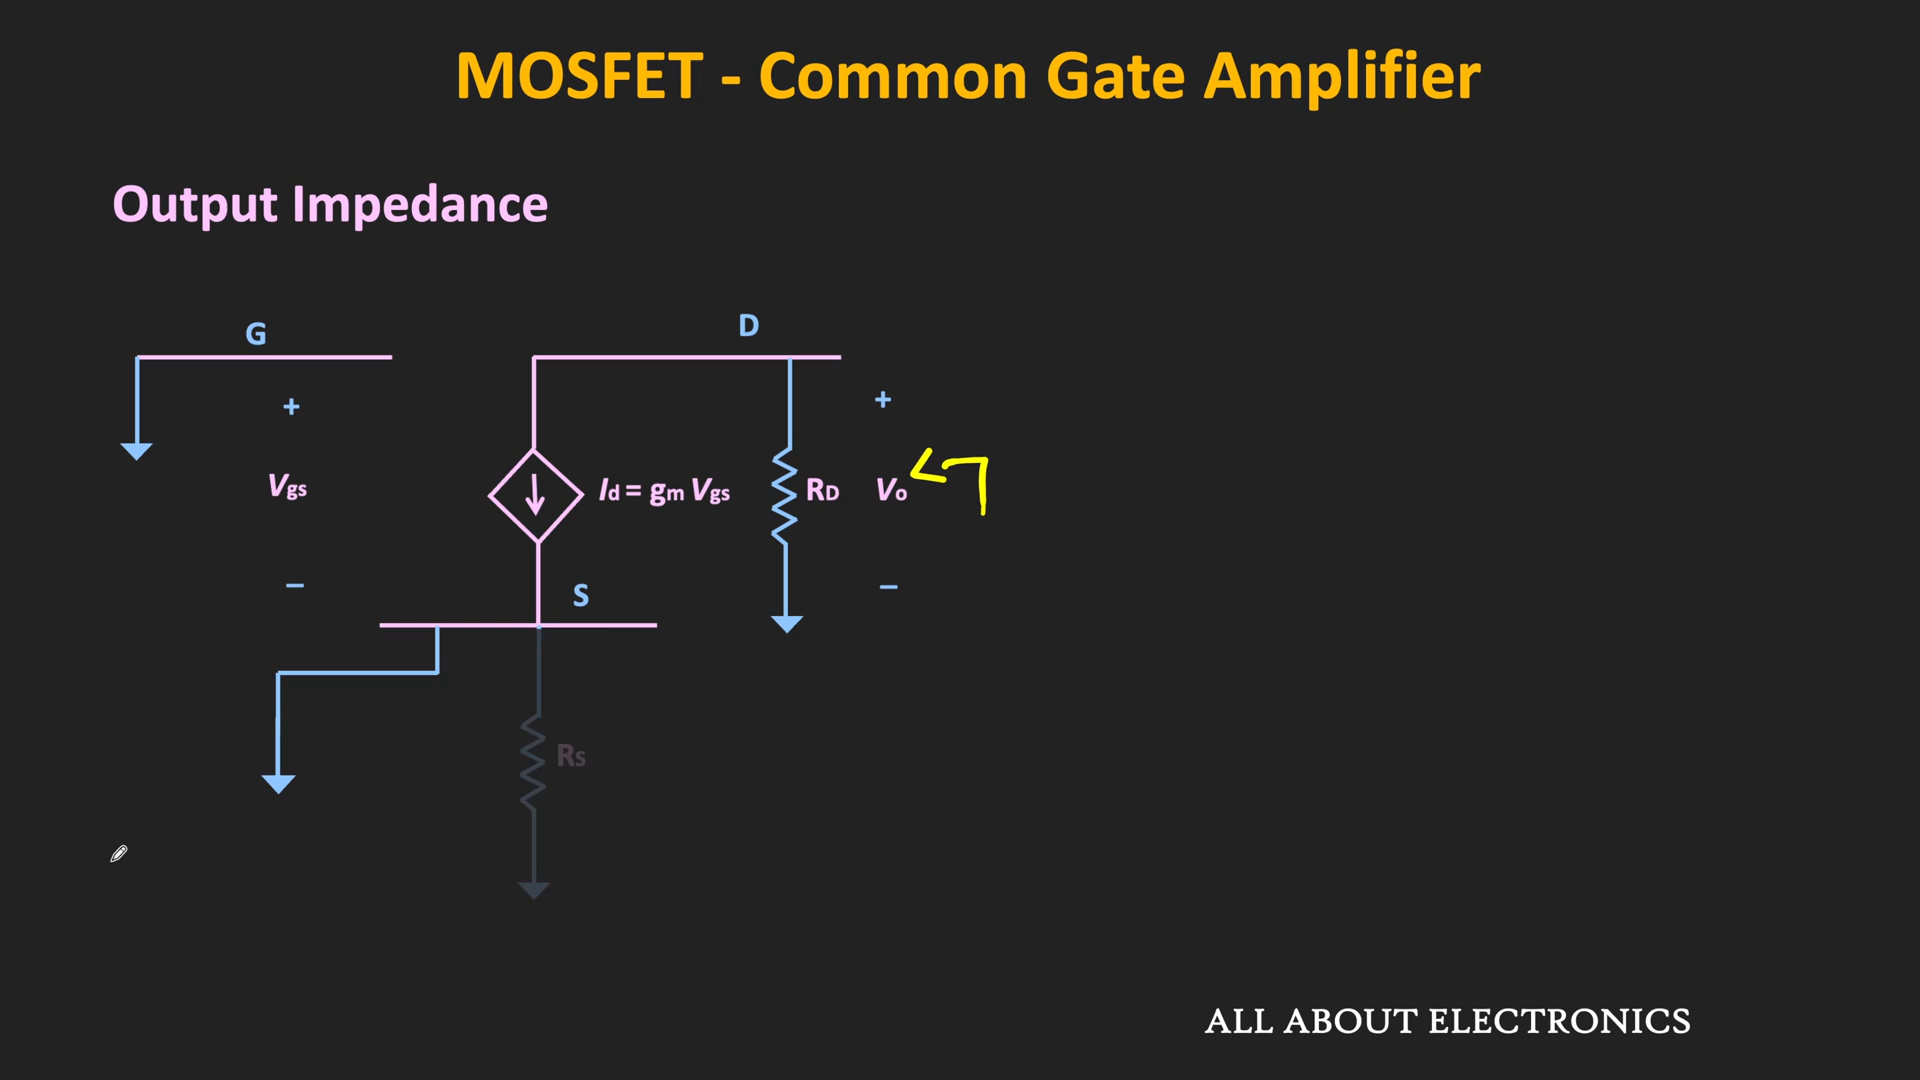 MOSFET - Common Gate Amplifier
Output Impedance
G
D
+
+
Vgs
Id = gm Vgs
RD
Vo
–
S
–
Rs
ALL ABOUT ELECTRONICS